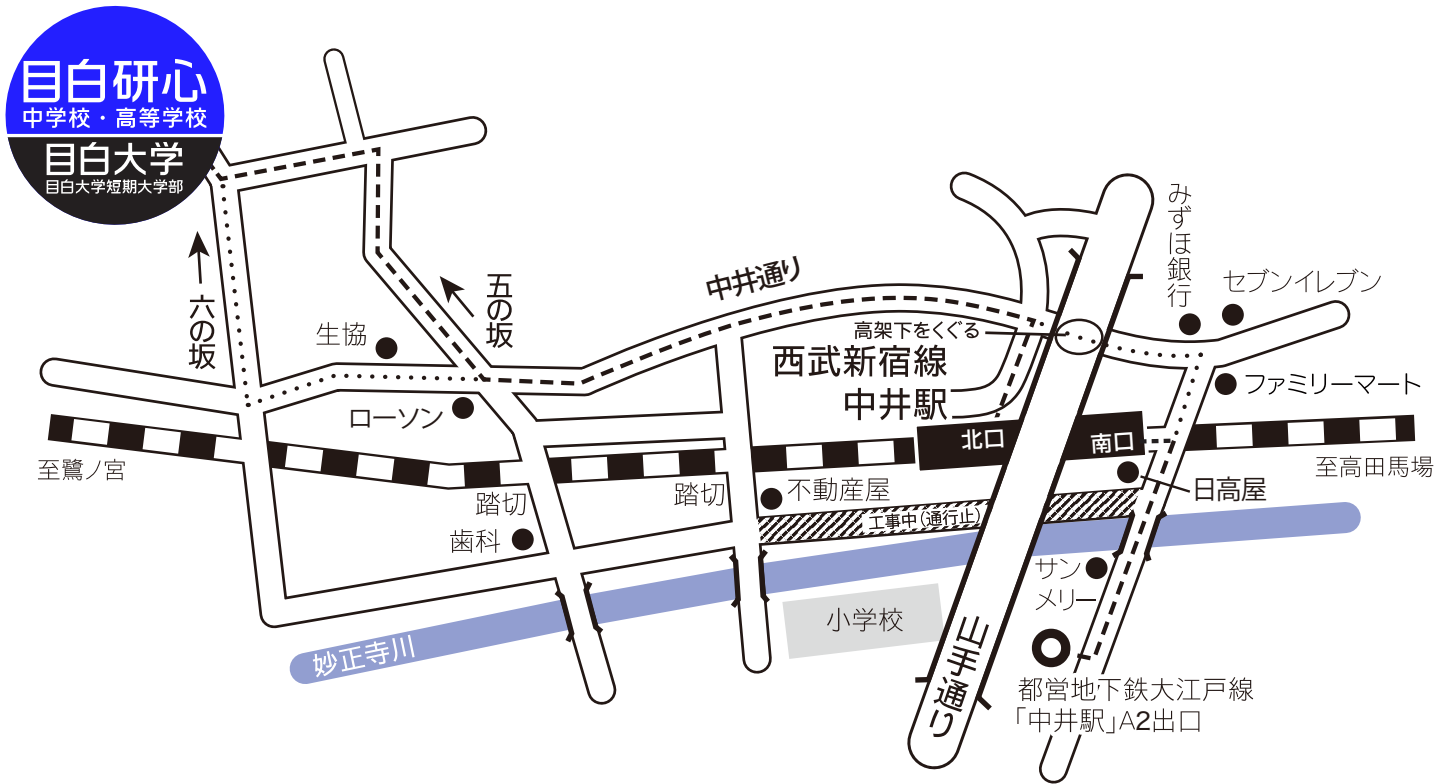 目白研心
中学校・高等学校
目白大学
目白大学短期大学部
六の坂
五の坂
中井通り
みずほ銀行
セブンイレブン
生協
高架下をくぐる
西武新宿線
中井駅
ファミリーマート
ローソン
北口
南口
至鷺ノ宮
至高田馬場
踏切
踏切
不動産屋
日高屋
工事中(通行止)
歯科
サン
メリー
小学校
妙正寺川
山手通り
都営地下鉄大江戸線
「中井駅」A2出口